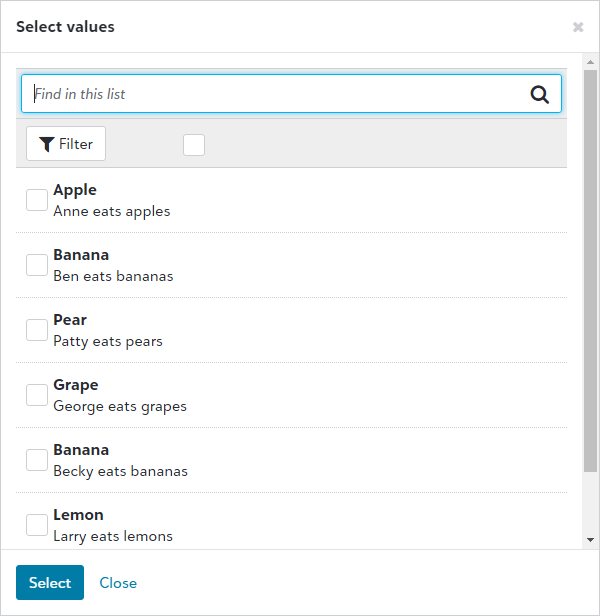 Select values
Find in this list
Filter
Apple
Anne eats apples
Banana
Ben eats bananas
Pear
Patty eats pears
Grape
George eats grapes
Banana
Becky eats bananas
Lemon
Larry eats lemons
Select Close